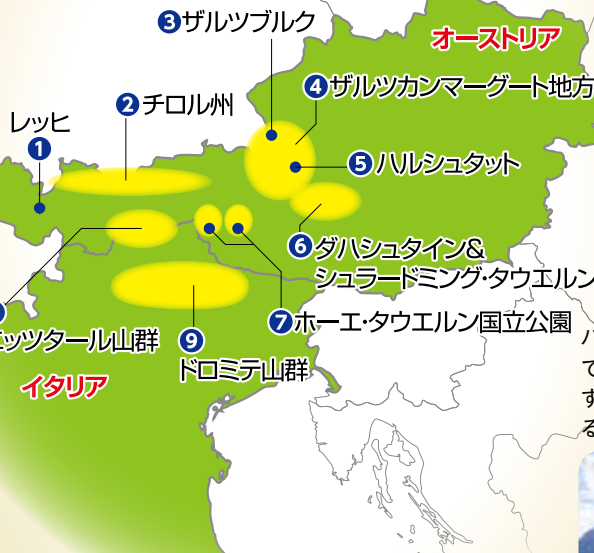 ❸ザルツブルク
オーストリア
❹ザルツカンマーグート地方
❷チロル州
レッヒ
❶
❺ハルシュタット
❻ダハシュタイン&
シュラードミング・タウエルン
❼ホーエ・タウエルン国立公園
ッツタール山群
❾
ドロミテ山群
イタリア
で
す
る